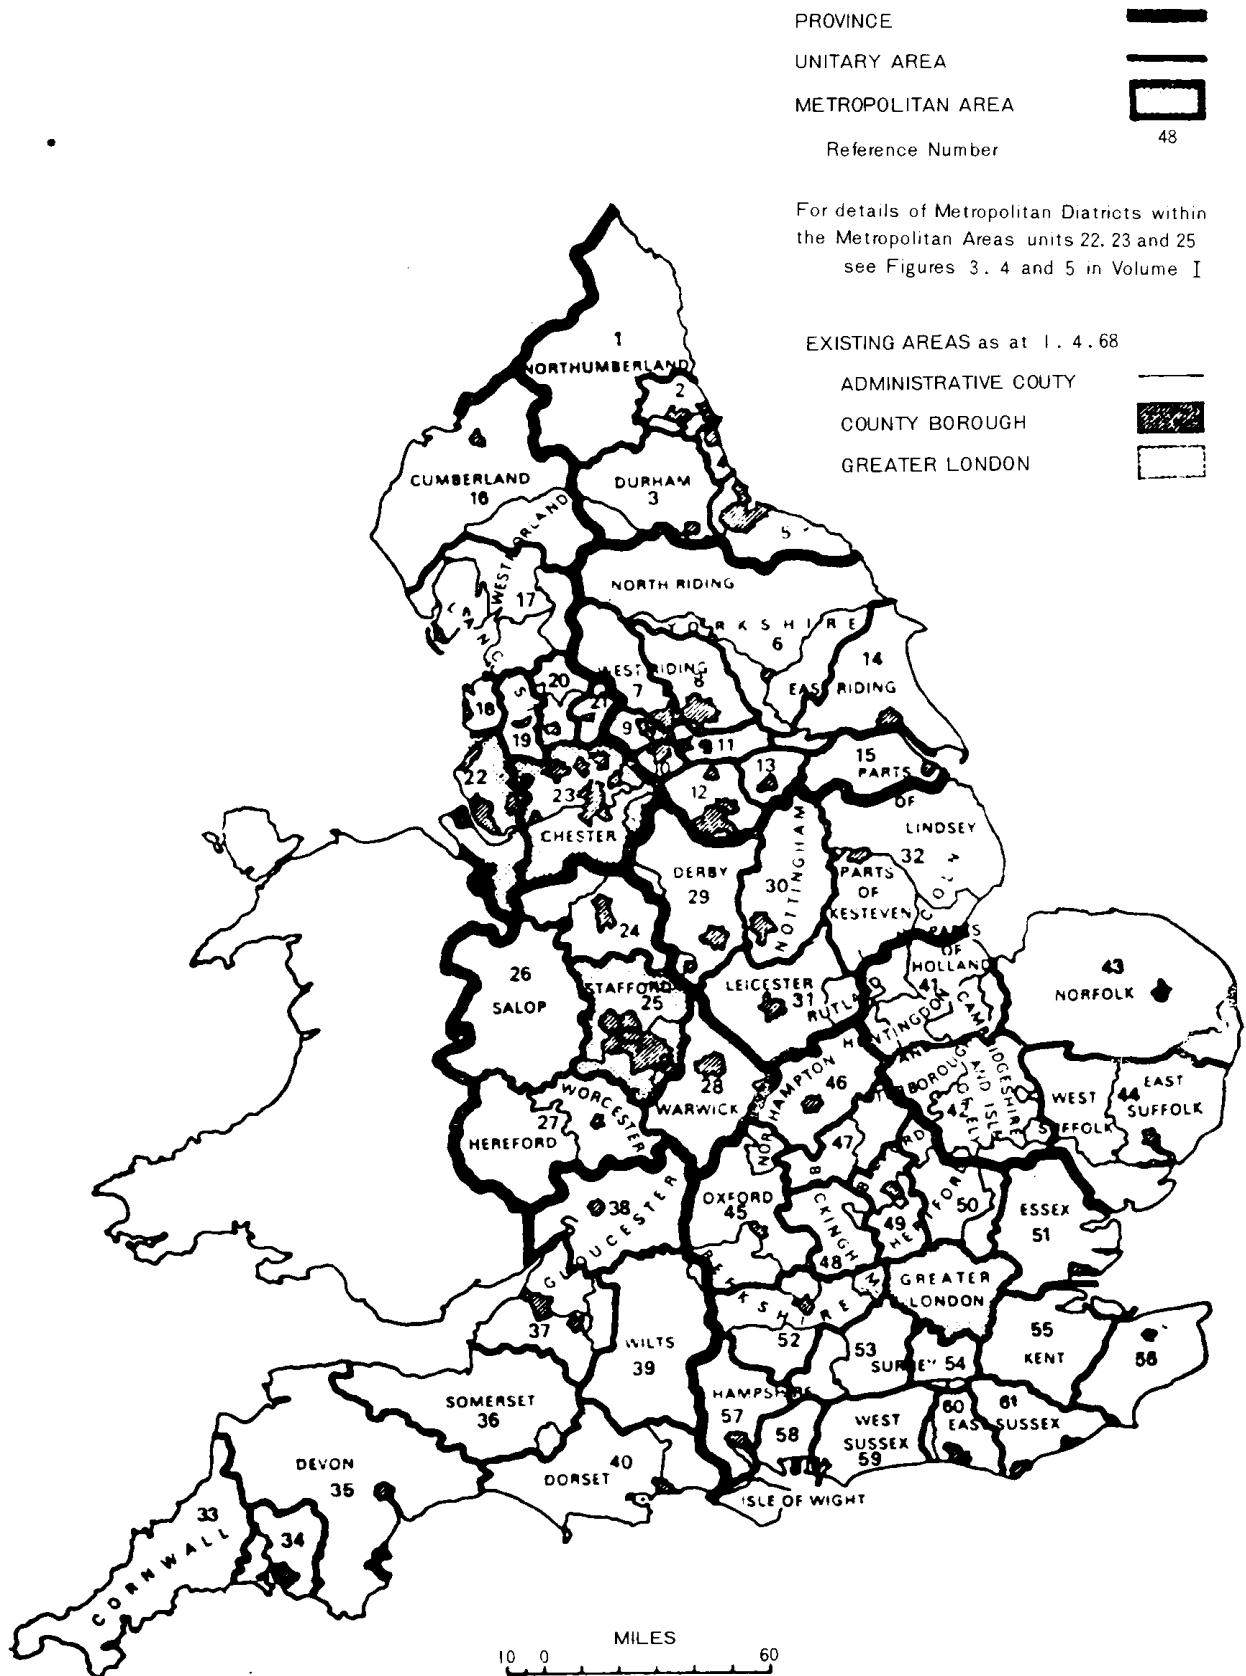 PROVINCE
UNITARY AREA
METROPOLITAN AREA
48
Reference Number
For details of Metropolitan Diatricts within
the Metropolitan Areas units 22. 23 and 25
see Figures 3. 4 and 5 in Volume I
EXISTING AREAS as at 1. 4. 68
ADMINISTRATIVE COUTY
COUNTY BOROUGH
GREATER LONDON
1
NORTHUMBERLAND
2
CUMBERLAND
16
DURHAM
3
4
5
WESTMORLAND
17
NORTH RIDING
YORKSHIRE
6
14
WEST RIDING
7
8
EAST RIDING
LANCS
20
18
21
19
9
11
10
15
PARTS
13
12
22
23
OF
LINDSEY
32
CHESTER
DERBY
29
30
NOTTINGHAM
PARTS
OF
KESTEVEN
LINCOLN
24
PARTS
OF
HOLLAND
41
26
SALOP
STAFFORD
25
LEICESTER
31
RUTLAND
43
NORFOLK
HUNTINGDON
AND
PETERBOROUGH
CAMBRIDGESHIRE
AND ISLE
OF ELY
42
28
WARWICK
NORTHAMPTON
46
WEST
SUFFOLK
44
EAST
SUFFOLK
WORCESTER
27
HEREFORD
47
BEDFORD
38
GLOUCESTER
OXFORD
45
BUCKINGHAM
48
49
HERTFORD
50
ESSEX
51
BERKSHIRE
GREATER
LONDON
37
WILTS
39
52
53
SURREY
54
55
KENT
56
SOMERSET
36
HAMPSHIRE
57
58
WEST
SUSSEX
59
60
61
EAST SUSSEX
DEVON
35
DORSET
40
ISLE OF WIGHT
33
CORNWALL
34
MILES
10 0 60